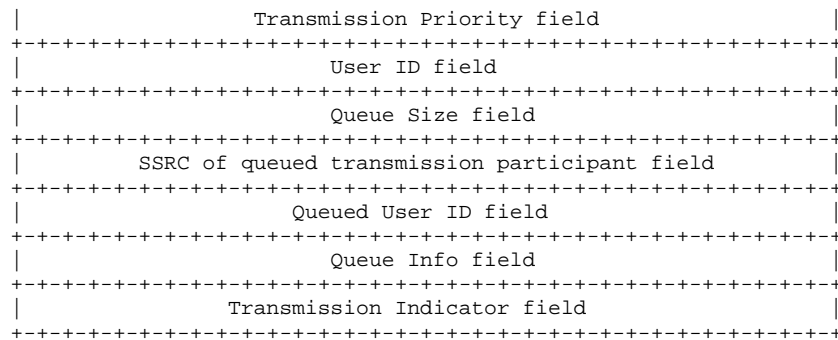 |                  Transmission Priority field                  |
+-+-+-+-+-+-+-+-+-+-+-+-+-+-+-+-+-+-+-+-+-+-+-+-+-+-+-+-+-+-+-+-+
|                        User ID field                          |
+-+-+-+-+-+-+-+-+-+-+-+-+-+-+-+-+-+-+-+-+-+-+-+-+-+-+-+-+-+-+-+-+
|                        Queue Size field                       |
+-+-+-+-+-+-+-+-+-+-+-+-+-+-+-+-+-+-+-+-+-+-+-+-+-+-+-+-+-+-+-+-+
|         SSRC of queued transmission participant field         |
+-+-+-+-+-+-+-+-+-+-+-+-+-+-+-+-+-+-+-+-+-+-+-+-+-+-+-+-+-+-+-+-+
|                     Queued User ID field                      |
+-+-+-+-+-+-+-+-+-+-+-+-+-+-+-+-+-+-+-+-+-+-+-+-+-+-+-+-+-+-+-+-+
|                        Queue Info field                       |
+-+-+-+-+-+-+-+-+-+-+-+-+-+-+-+-+-+-+-+-+-+-+-+-+-+-+-+-+-+-+-+-+
|                Transmission Indicator field                   |
+-+-+-+-+-+-+-+-+-+-+-+-+-+-+-+-+-+-+-+-+-+-+-+-+-+-+-+-+-+-+-+-+